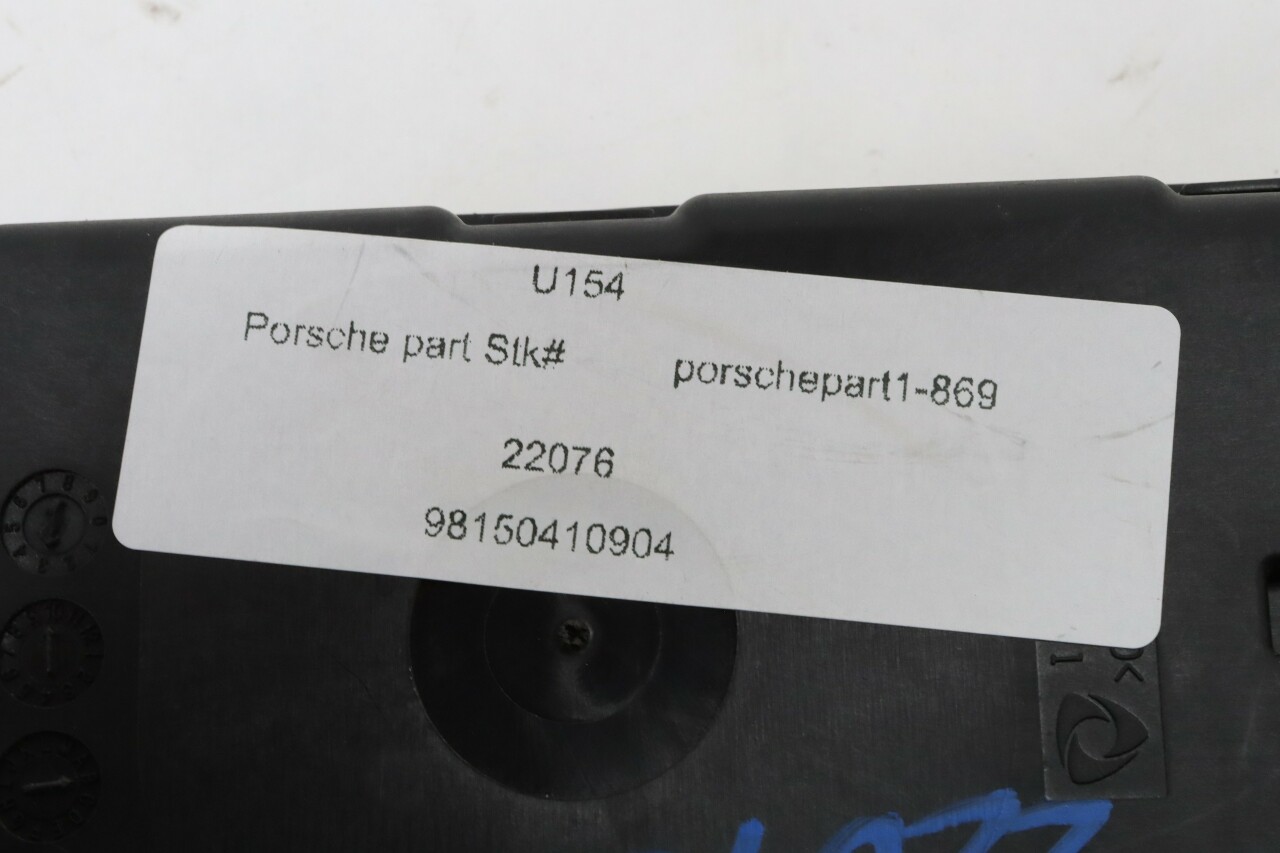 U154
Porsche part Stk# porschepart1-869
22076
98150410904